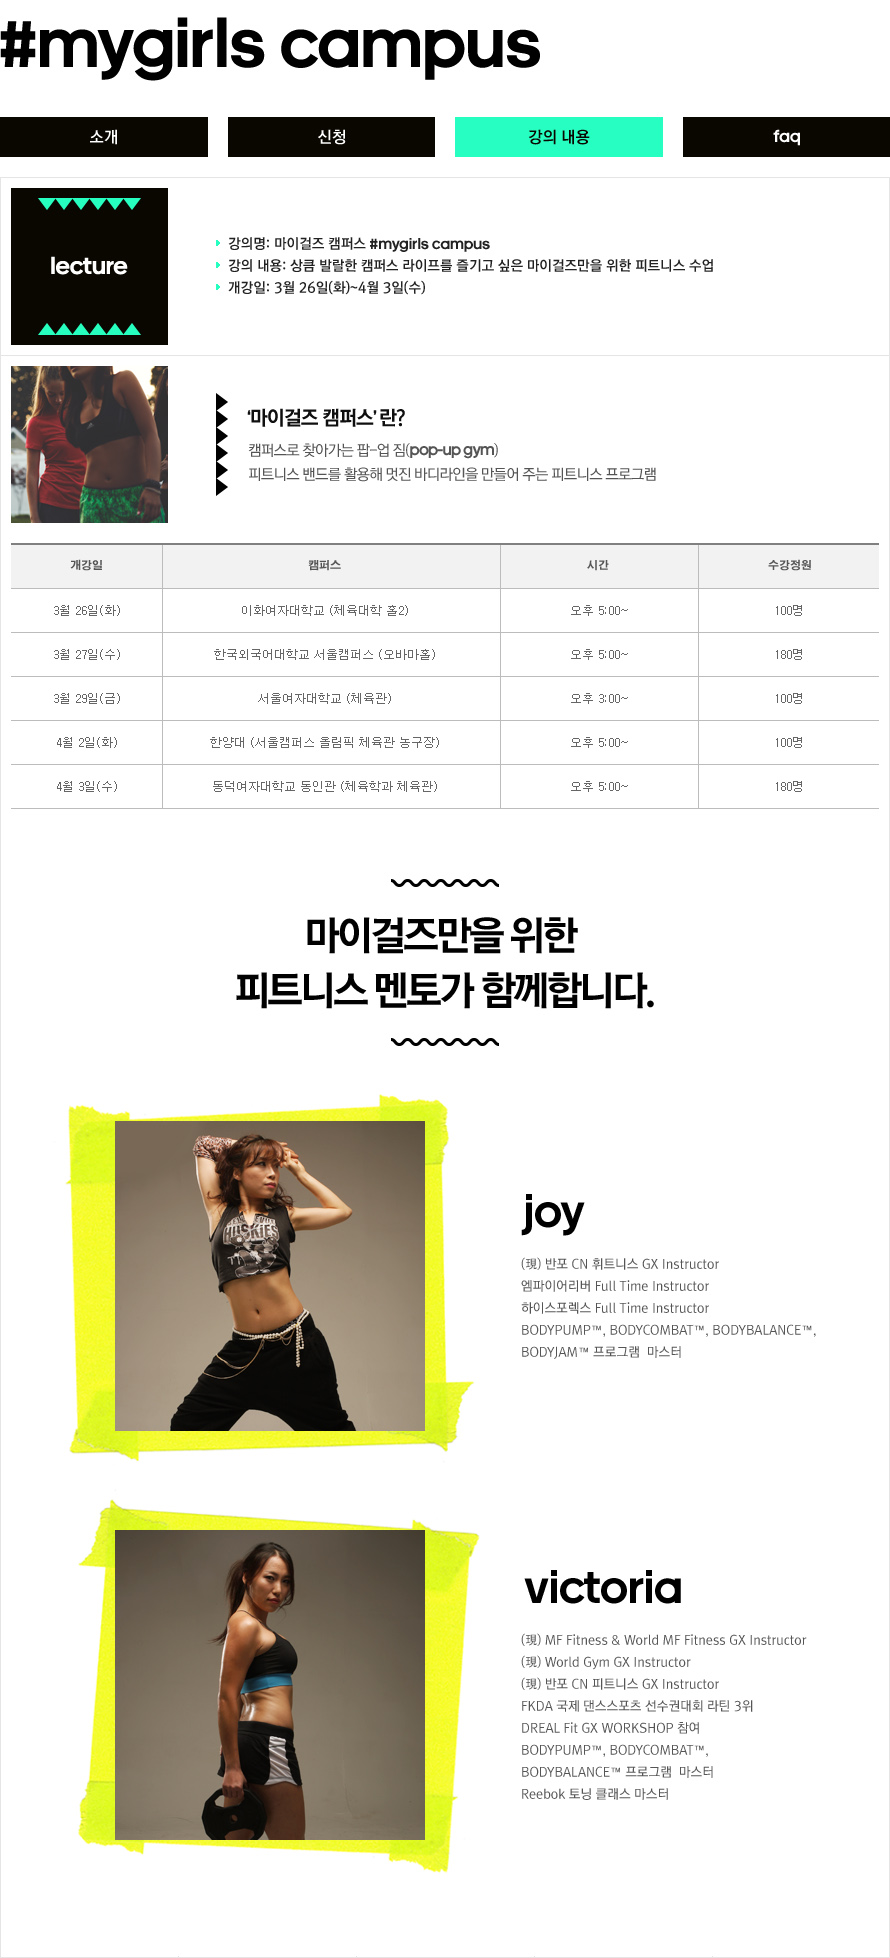 #mygirls campus
소개
신청
강의 내용
faq
lecture
강의명: 마이걸즈 캠퍼스 #mygirls campus
강의 내용: 상큼 발랄한 캠퍼스 라이프를 즐기고 싶은 마이걸즈만을 위한 피트니스 수업
개강일: 3월 26일(화)~4월 3일(수)
‘마이걸즈 캠퍼스’란?
캠퍼스로 찾아가는 팝-업 짐(pop-up gym)
피트니스 밴드를 활용해 멋진 바디라인을 만들어 주는 피트니스 프로그램
개강일 캠퍼스 시간 수강정원
3월 26일(화) 이화여자대학교 (체육대학 홀2) 오후 5:00~ 100명
3월 27일(수) 한국외국어대학교 서울캠퍼스 (오바마홀) 오후 5:00~ 180명
3월 29일(금) 서울여자대학교 (체육관) 오후 3:00~ 100명
4월 2일(화) 한양대 (서울캠퍼스 올림픽 체육관 농구장) 오후 5:00~ 100명
4월 3일(수) 동덕여자대학교 동인관 (체육학과 체육관) 오후 5:00~ 180명
마이걸즈만을 위한
피트니스 멘토가 함께합니다.
joy
(現) 반포 CN 휘트니스 GX Instructor
엠파이어리버 Full Time Instructor
하이스포렉스 Full Time Instructor
BODYPUMP™, BODYCOMBAT™, BODYBALANCE™,
BODYJAM™ 프로그램 마스터
victoria
(現) MF Fitness & World MF Fitness GX Instructor
(現) World Gym GX Instructor
(現) 반포 CN 피트니스 GX Instructor
FKDA 국제 댄스스포츠 선수권대회 라틴 3위
DREAL Fit GX WORKSHOP 참여
BODYPUMP™, BODYCOMBAT™,
BODYBALANCE™ 프로그램 마스터
Reebok 토닝 클래스 마스터